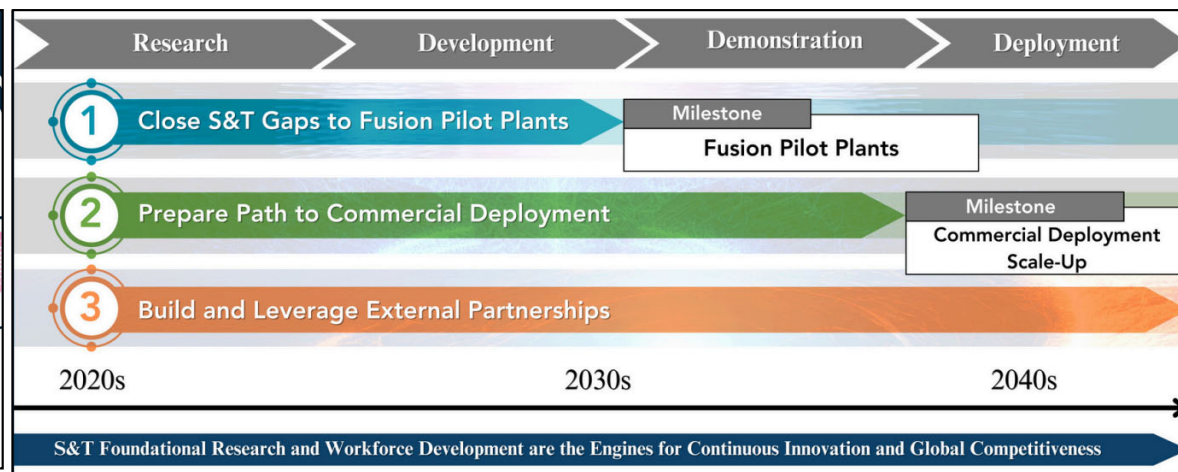 Research Development Demonstration Deployment
1 Close S&T Gaps to Fusion Pilot Plants
Milestone
Fusion Pilot Plants
2 Prepare Path to Commercial Deployment
Milestone
Commercial Deployment
Scale-Up
3 Build and Leverage External Partnerships
2020s 2030s 2040s
S&T Foundational Research and Workforce Development are the Engines for Continuous Innovation and Global Competitiveness